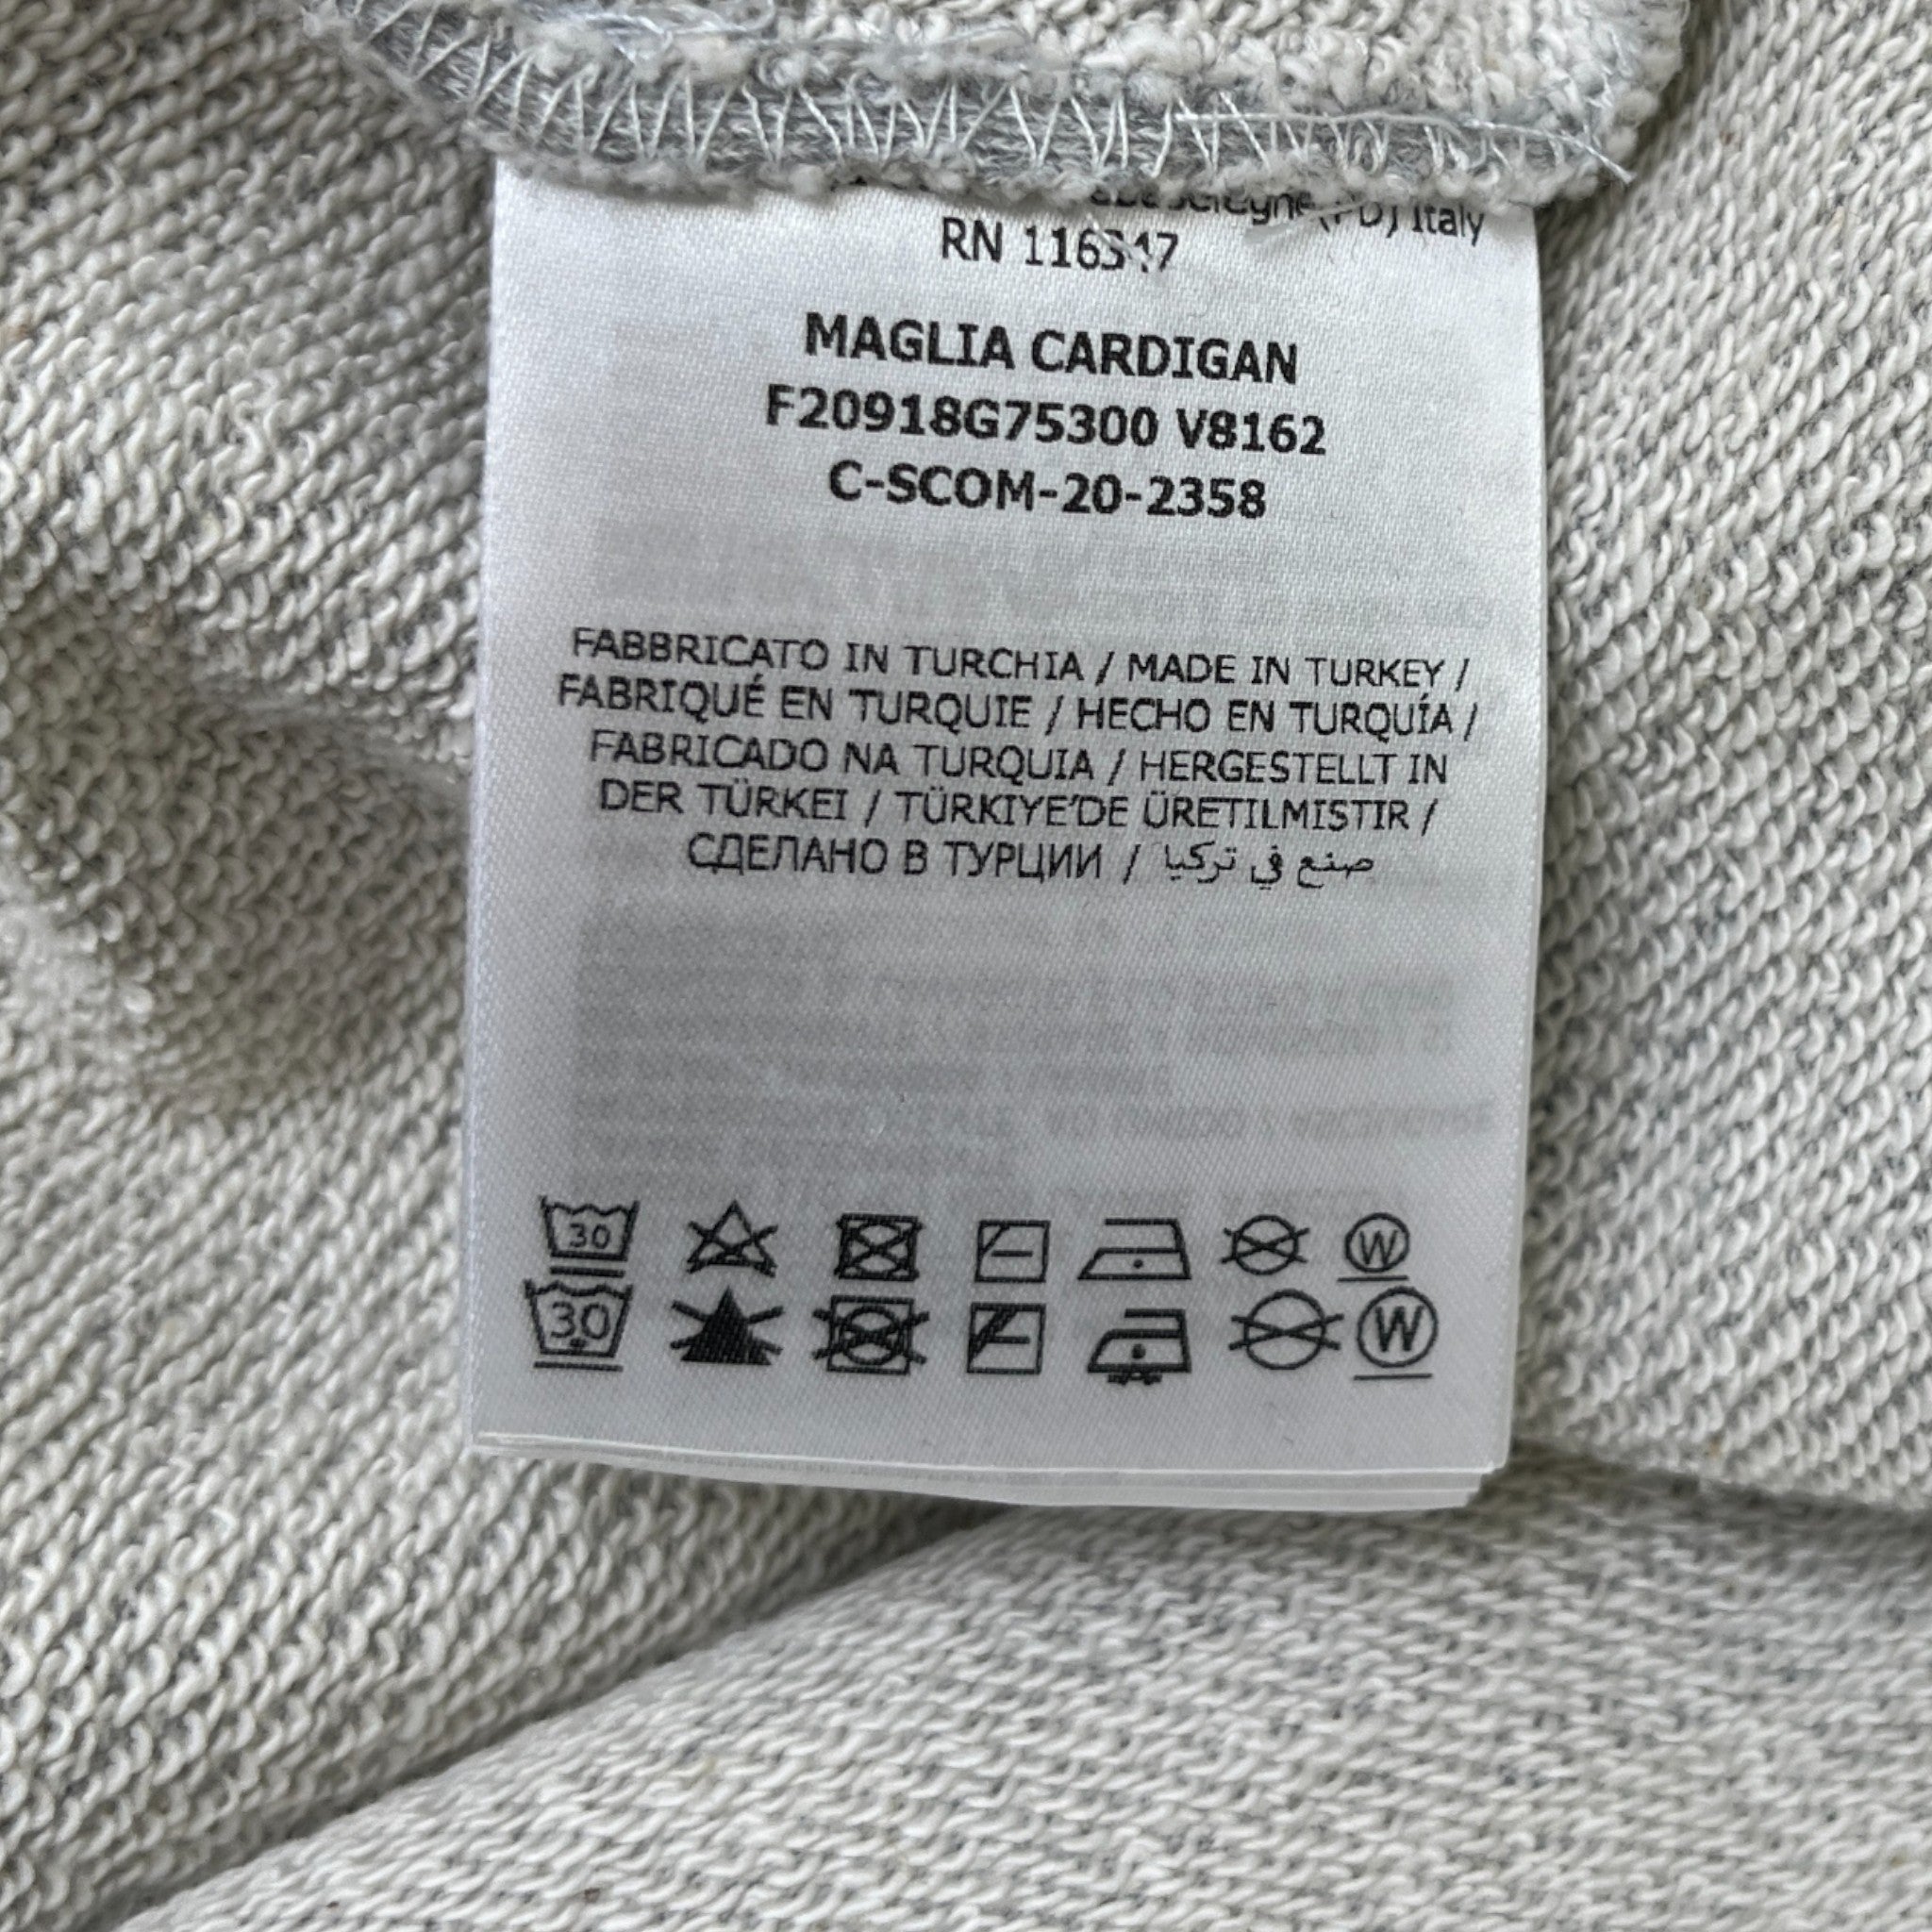 (PD) Italy
RN 116347
MAGLIA CARDIGAN
F20918G75300 V8162
C-SCOM-20-2358
FABBRICATO IN TURCHIA / MADE IN TURKEY /
FABRIQUÉ EN TURQUIE / HECHO EN TURQUÍA /
FABRICADO NA TURQUIA / HERGESTELLT IN
DER TÜRKEI / TÜRKIYE'DE ÜRETILMISTIR /
СДЕЛАНО В ТУРЦИИ / صنع في تركيا
30 W
30 W